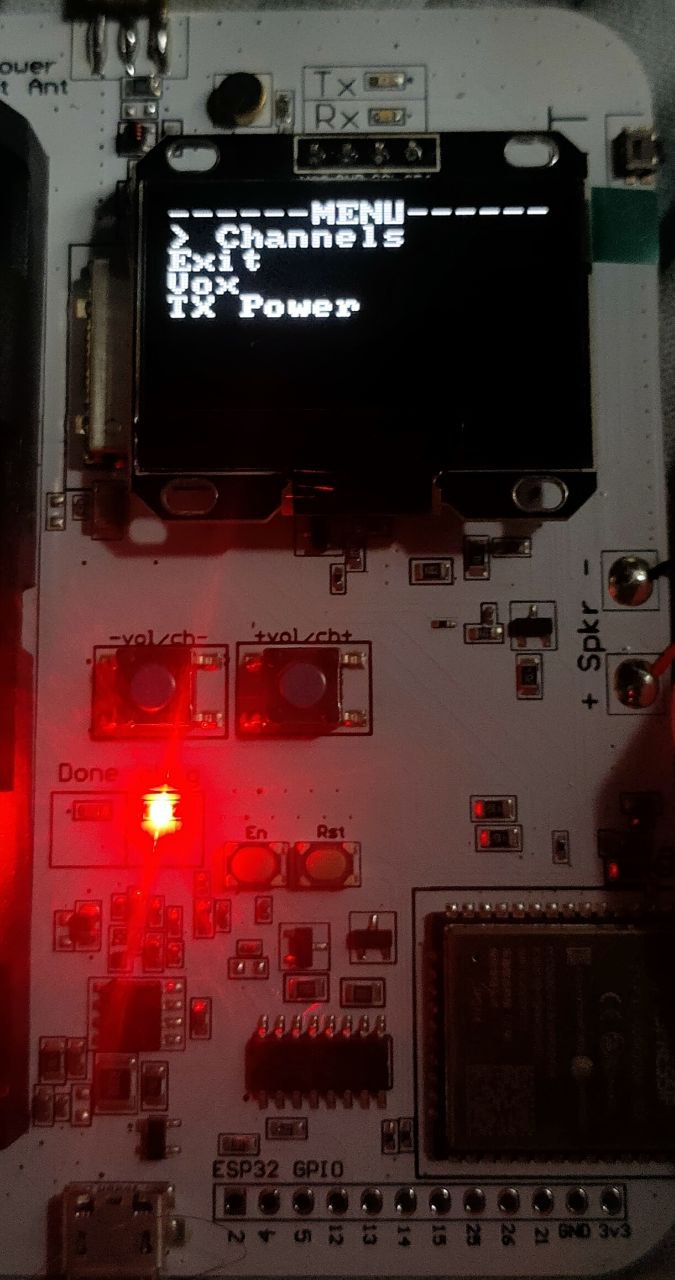 ower
t Ant
Tx
Rx
------MENU------
> Channels
Exit
Vox
TX Power
-vol/ch-
+vol/ch+
+ Spkr -
Done
En
Rst
ESP32 GPIO
2 4 5 12 13 14 15 25 26 21 GND 3v3